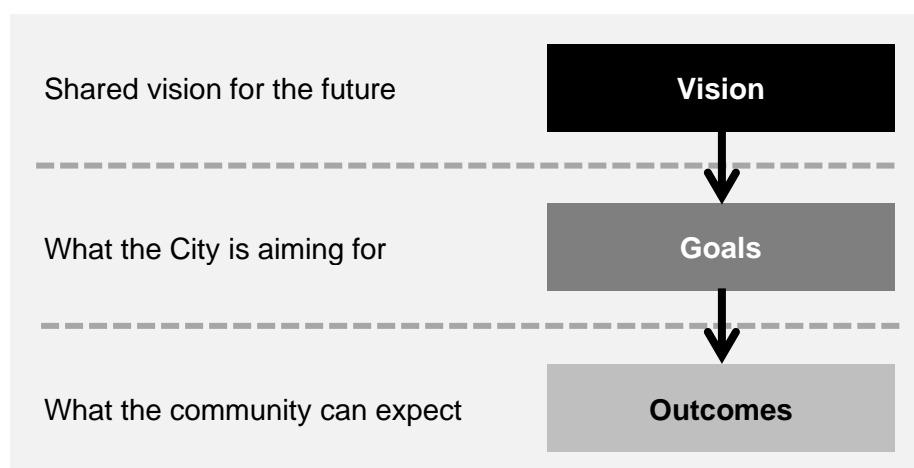 Shared vision for the future
Vision
What the City is aiming for
Goals
What the community can expect
Outcomes